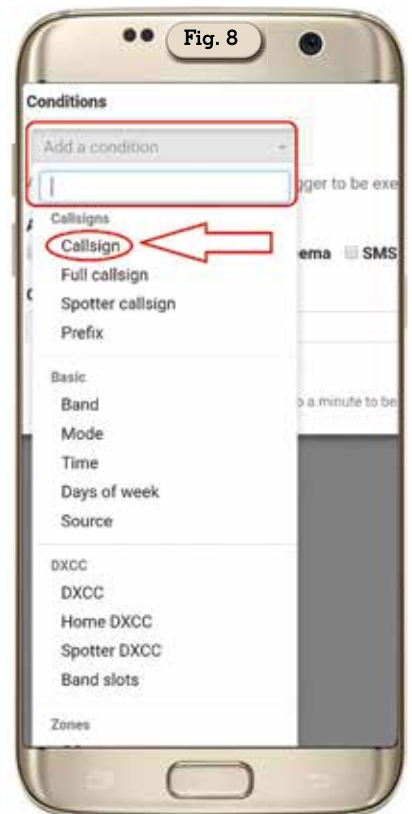 Fig. 8
Conditions
Add a condition
gger to be exe
Callsigns
Callsign
ema SMS
Full callsign
Spotter callsign
Prefix
Basic
Band
o a minute to be
Mode
Time
Days of week
Source
DXCC
DXCC
Home DXCC
Spotter DXCC
Band slots
Zones